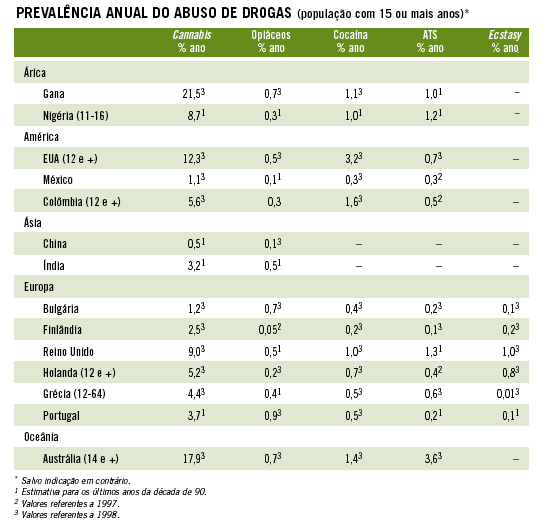 PREVALÊNCIA ANUAL DO ABUSO DE DROGAS (população com 15 ou mais anos)*
Cannabis Opiáceos Cocaína ATS Ecstasy
% ano % ano % ano % ano % ano
Árica
Gana 21,5³ 0,7³ 1,1³ 1,0¹ –
Nigéria (11-16) 8,7¹ 0,3¹ 1,0¹ 1,2¹ –
América
EUA (12 e +) 12,3³ 0,5³ 3,2³ 0,7³ –
México 1,1³ 0,1¹ 0,3³ 0,3²
Colômbia (12 e +) 5,6³ 0,3 1,6³ 0,5² –
Ásia
China 0,5¹ 0,1³ – – –
Índia 3,2¹ 0,5¹ – – –
Europa
Bulgária 1,2³ 0,7³ 0,4³ 0,2³ 0,1³
Finlândia 2,5³ 0,05² 0,2³ 0,1³ 0,2³
Reino Unido 9,0³ 0,5¹ 1,0³ 1,3¹ 1,0³
Holanda (12 e +) 5,2³ 0,2³ 0,7³ 0,4² 0,8³
Grécia (12-64) 4,4³ 0,4¹ 0,5³ 0,6³ 0,01³
Portugal 3,7¹ 0,9³ 0,5³ 0,2¹ 0,1¹
Oceânia
Austrália (14 e +) 17,9³ 0,7³ 1,4³ 3,6³ –
* Salvo indicação em contrário.
¹ Estimativa para os últimos anos da década de 90.
² Valores referentes a 1997.
³ Valores referentes a 1998.